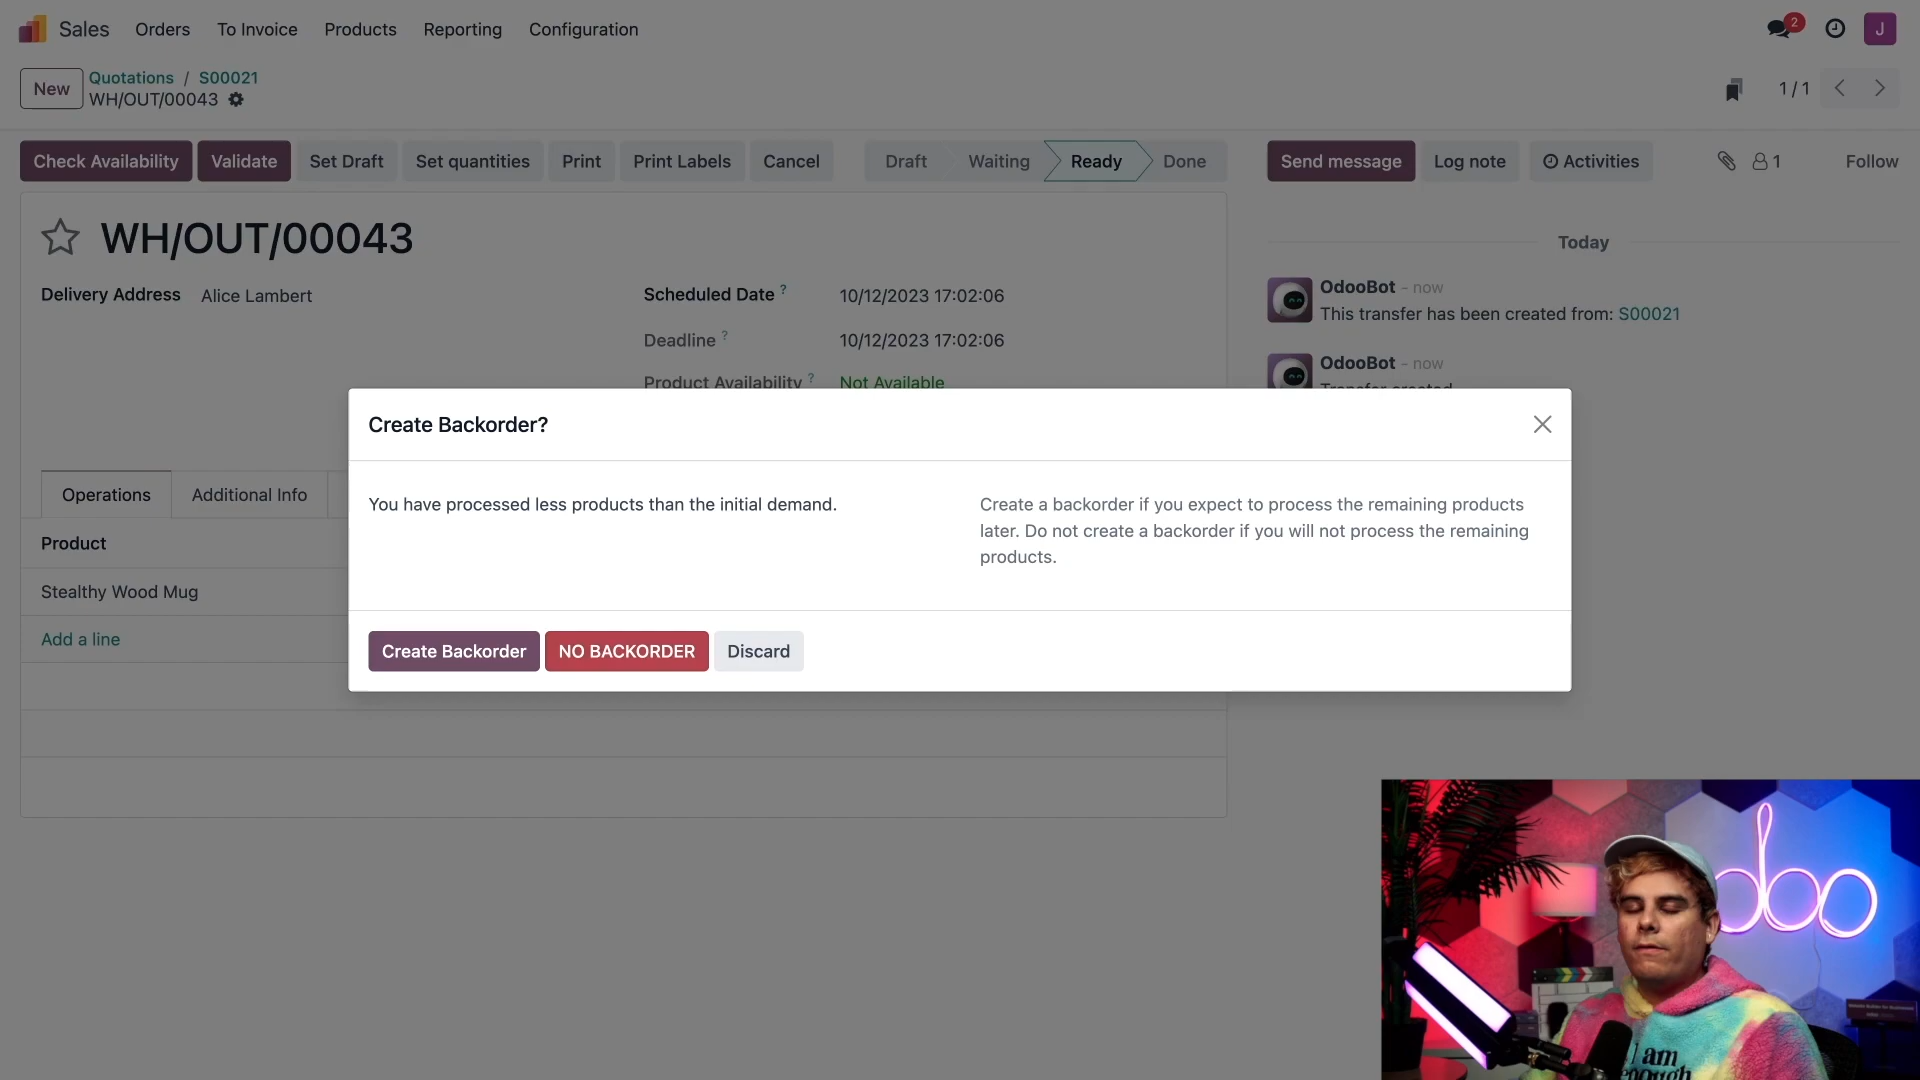 Sales Orders To Invoice Products Reporting Configuration 2 J
New Quotations / S00021
WH/OUT/00043 1 / 1
Check Availability Validate Set Draft Set quantities Print Print Labels Cancel Draft Waiting Ready Done Send message Log note Activities 1 Follow
WH/OUT/00043
Today
Delivery Address Alice Lambert
Scheduled Date ? 10/12/2023 17:02:06
Deadline ? 10/12/2023 17:02:06
Product Availability ? Not Available
OdooBot - now
This transfer has been created from: S00021
OdooBot - now
Transfer created
Create Backorder?
You have processed less products than the initial demand.
Create a backorder if you expect to process the remaining products
later. Do not create a backorder if you will not process the remaining
products.
Create Backorder NO BACKORDER Discard
Operations Additional Info
Product
Stealthy Wood Mug
Add a line
I am
enough